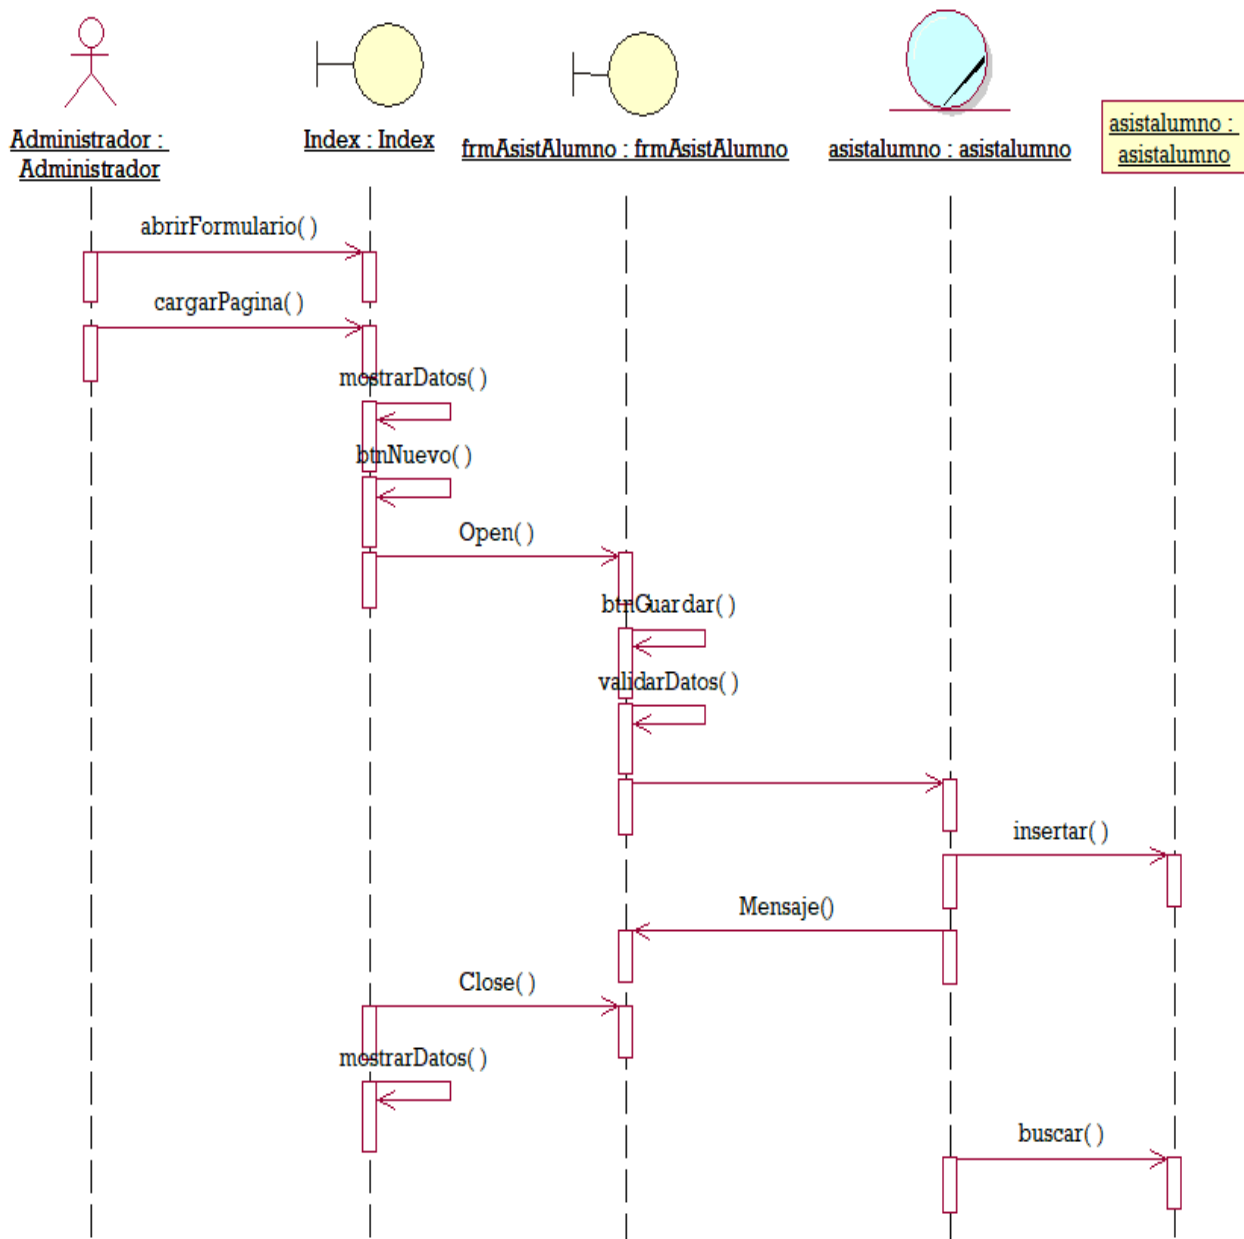 Administrador :
Administrador
Index : Index
frmAsistAlumno : frmAsistAlumno
asistalumno : asistalumno
asistalumno :
asistalumno
abrirFormulario( )
cargarPagina( )
mostrarDatos( )
btnNuevo( )
Open( )
btnGuardar( )
validarDatos( )
insertar( )
Mensaje()
Close( )
mostrarDatos( )
buscar( )